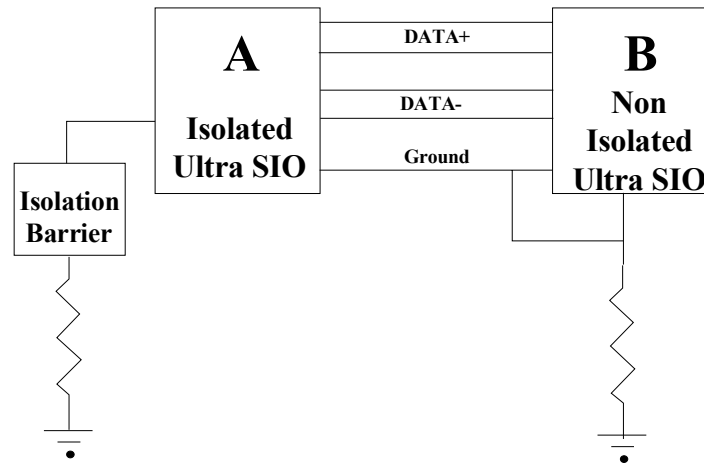 A
Isolated
Ultra SIO
DATA+
DATA-
Ground
B
Non
Isolated
Ultra SIO
Isolation
Barrier